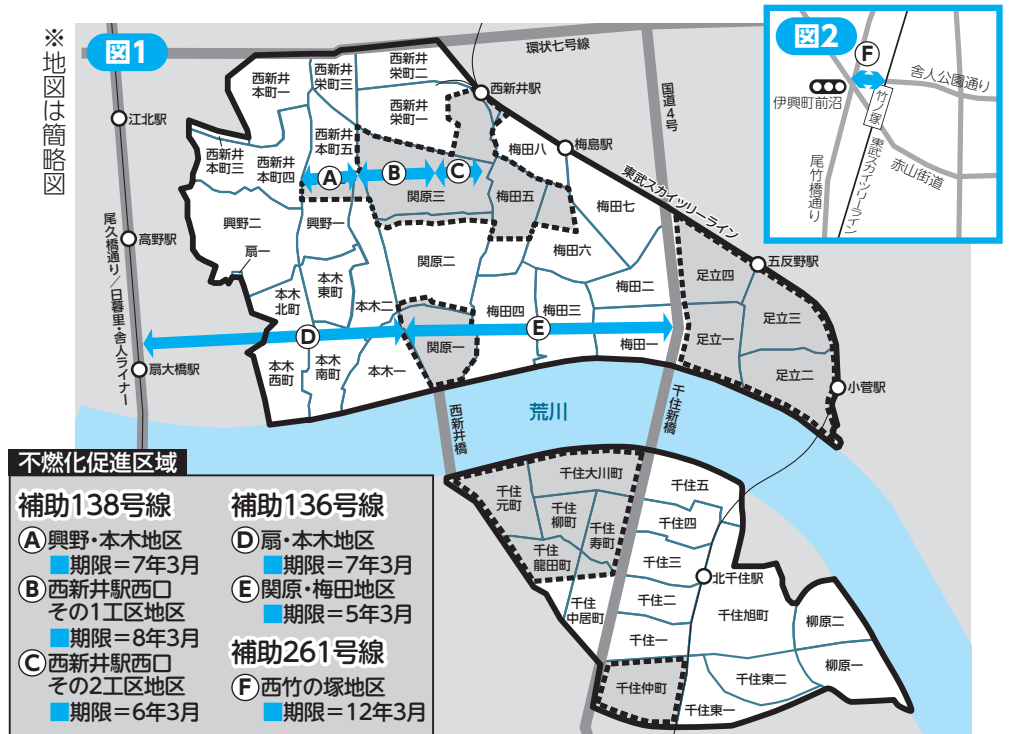 ※地図は簡略図
図1
環状七号線
国道4号
西新井駅
江北駅
梅島駅
東武スカイツリーライン
西新井本町一
西新井栄町三
西新井栄町二
西新井栄町一
西新井本町三
西新井本町四
西新井本町五
梅田八
A
B
C
関原三
梅田五
梅田七
尾久橋通り／日暮里・舎人ライナー
高野駅
興野二
興野一
扇一
関原二
梅田六
五反野駅
足立四
本木北町
本木東町
本木二
梅田四
梅田三
梅田二
足立三
D
E
関原一
梅田一
足立一
扇大橋駅
本木西町
本木南町
本木一
足立二
小菅駅
西新井橋
荒川
千住新橋
千住大川町
千住元町
千住柳町
千住寿町
千住龍田町
千住五
千住四
千住三
北千住駅
千住中居町
千住二
千住旭町
柳原二
千住一
柳原一
千住仲町
千住東二
千住東一
図2
F
舎人公園通り
伊興町前沼
竹ノ塚
赤山街道
尾竹橋通り
東武スカイツリーライン
不燃化促進区域
補助138号線
A興野・本木地区
■期限＝7年3月
B西新井駅西口
その1工区地区
■期限＝8年3月
C西新井駅西口
その2工区地区
■期限＝6年3月
補助136号線
D扇・本木地区
■期限＝7年3月
E関原・梅田地区
■期限＝5年3月
補助261号線
F西竹の塚地区
■期限＝12年3月